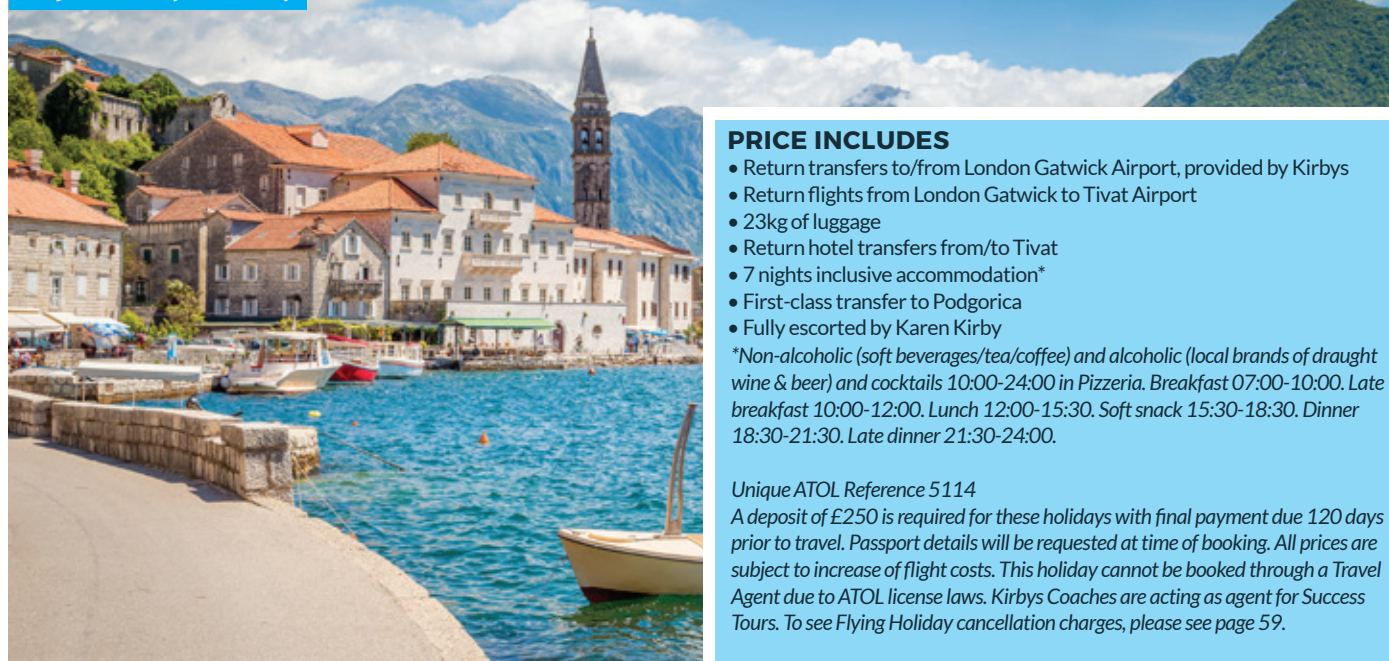 PRICE INCLUDES
• Return transfers to/from London Gatwick Airport, provided by Kirbys
• Return flights from London Gatwick to Tivat Airport
• 23kg of luggage
• Return hotel transfers from/to Tivat
• 7 nights inclusive accommodation*
• First-class transfer to Podgorica
• Fully escorted by Karen Kirby
*Non-alcoholic (soft beverages/tea/coffee) and alcoholic (local brands of draught
wine & beer) and cocktails 10:00-24:00 in Pizzeria. Breakfast 07:00-10:00. Late
breakfast 10:00-12:00. Lunch 12:00-15:30. Soft snack 15:30-18:30. Dinner
18:30-21:30. Late dinner 21:30-24:00.
Unique ATOL Reference 5114
A deposit of £250 is required for these holidays with final payment due 120 days
prior to travel. Passport details will be requested at time of booking. All prices are
subject to increase of flight costs. This holiday cannot be booked through a Travel
Agent due to ATOL license laws. Kirbys Coaches are acting as agent for Success
Tours. To see Flying Holiday cancellation charges, please see page 59.